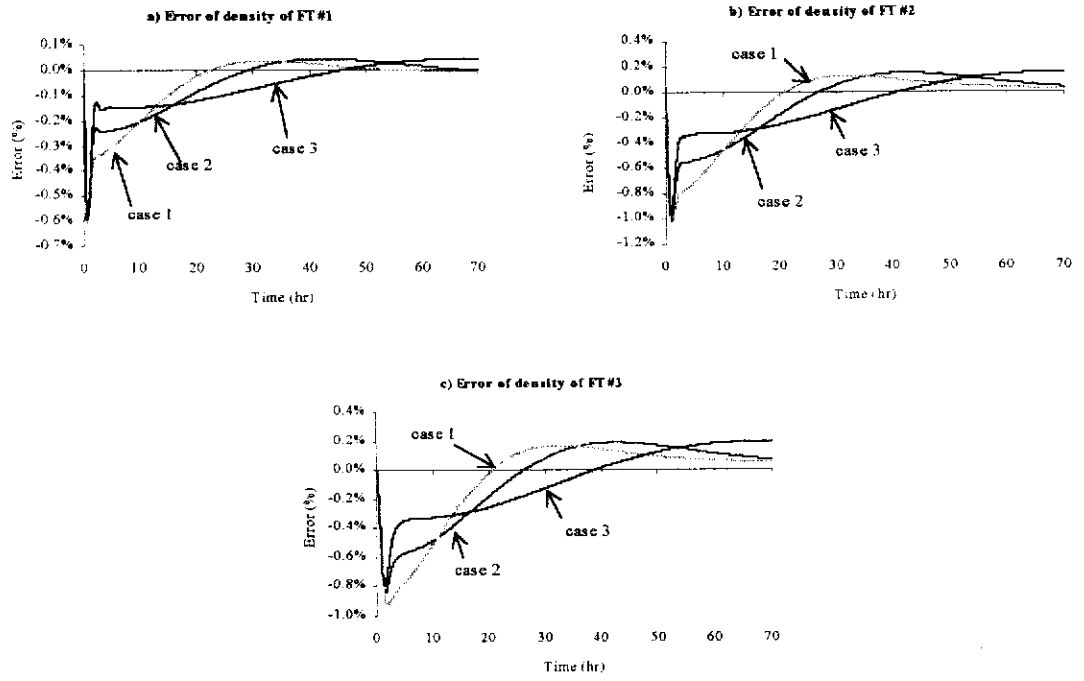 a) Error of density of FT#1
0.1%
0.0%
-0.1%
-0.2%
-0.3%
-0.4%
-0.5%
-0.6%
-0.7%
Error (%)
case 3
case 2
case 1
0 10 20 30 40 50 60 70
Time (hr)
b) Error of density of FT#2
0.4%
0.2%
0.0%
-0.2%
-0.4%
-0.6%
-0.8%
-1.0%
-1.2%
Error (%)
case 1
case 3
case 2
0 10 20 30 40 50 60 70
Time (hr)
c) Error of density of FT#3
0.4%
0.2%
0.0%
-0.2%
-0.4%
-0.6%
-0.8%
-1.0%
Error (%)
case 1
case 3
case 2
0 10 20 30 40 50 60 70
Time (hr)